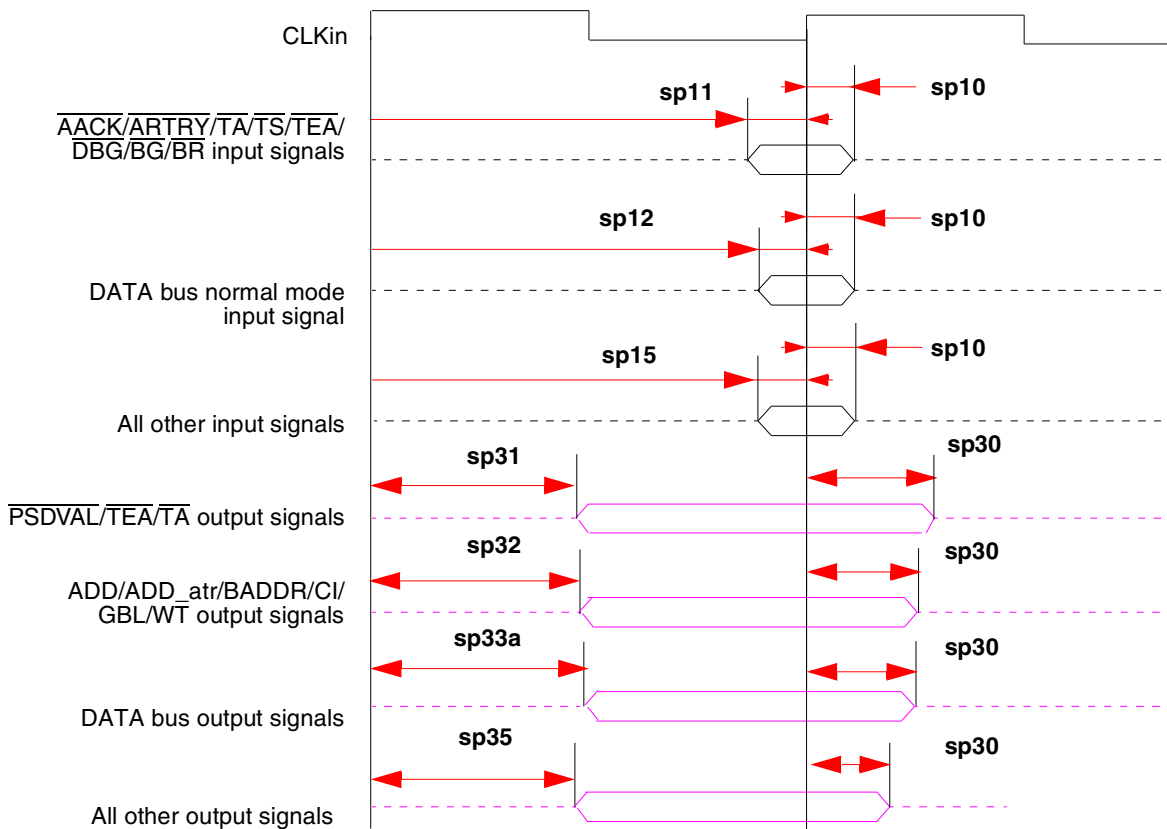 CLKin
sp11
sp10
AACK/ARTRY/TA/TS/TEA/
DBG/BG/BR input signals
sp12
sp10
DATA bus normal mode
input signal
sp15
sp10
All other input signals
sp31
sp30
PSDVAL/TEA/TA output signals
sp32
sp30
ADD/ADD_atr/BADDR/CI/
GBL/WT output signals
sp33a
sp30
DATA bus output signals
sp35
sp30
All other output signals